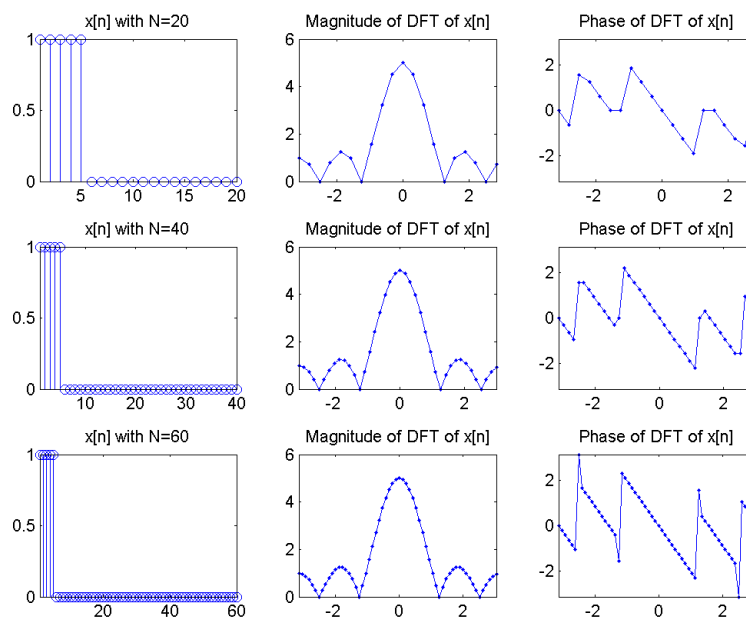 x[n] with N=20
Magnitude of DFT of x[n]
Phase of DFT of x[n]
1
0.5
0
5 10 15 20
6
4
2
0
-2 0 2
2
0
-2
-2 0 2
x[n] with N=40
Magnitude of DFT of x[n]
Phase of DFT of x[n]
1
0.5
0
10 20 30 40
6
4
2
0
-2 0 2
2
0
-2
-2 0 2
x[n] with N=60
Magnitude of DFT of x[n]
Phase of DFT of x[n]
1
0.5
0
20 40 60
6
4
2
0
-2 0 2
2
0
-2
-2 0 2